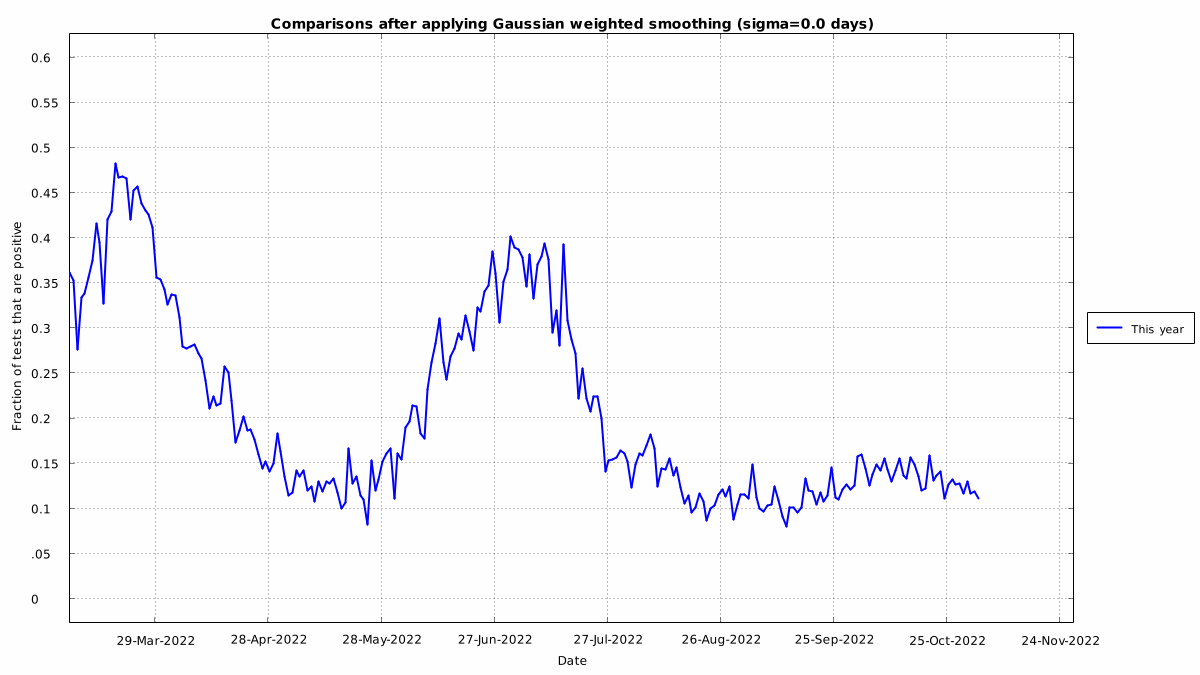 Comparisons after applying Gaussian weighted smoothing (sigma=0.0 days)
0.6
0.55
0.5
0.45
0.4
0.35
0.3
0.25
0.2
0.15
0.1
.05
0
Fraction of tests that are positive
This year
29-Mar-2022
28-Apr-2022
28-May-2022
27-Jun-2022
27-Jul-2022
26-Aug-2022
25-Sep-2022
25-Oct-2022
24-Nov-2022
Date